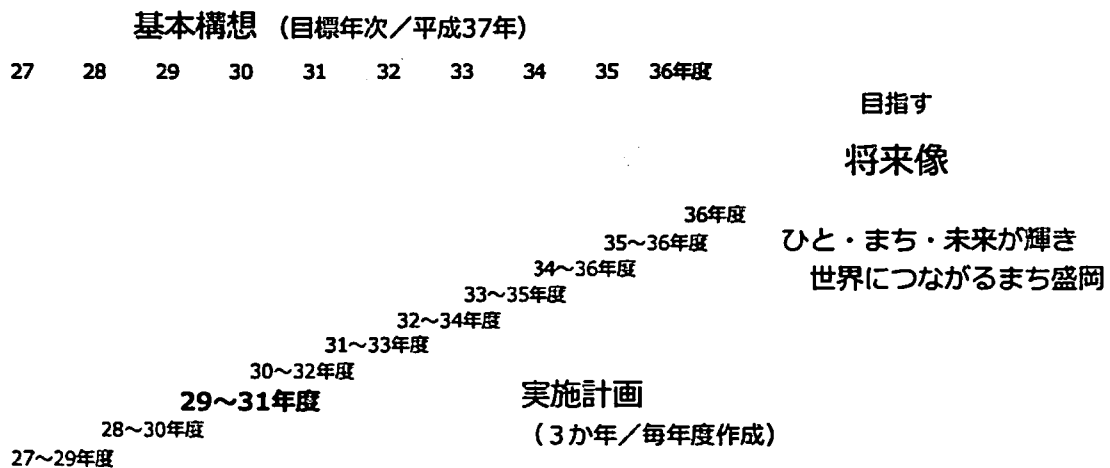 基本構想（目標年次／平成37年）
27 28 29 30 31 32 33 34 35 36年度
目指す
将来像
36年度
35～36年度
ひと・まち・未来が輝き
34～36年度
世界につながるまち盛岡
33～35年度
32～34年度
31～33年度
30～32年度
29～31年度
実施計画
28～30年度
（３か年／毎年度作成）
27～29年度